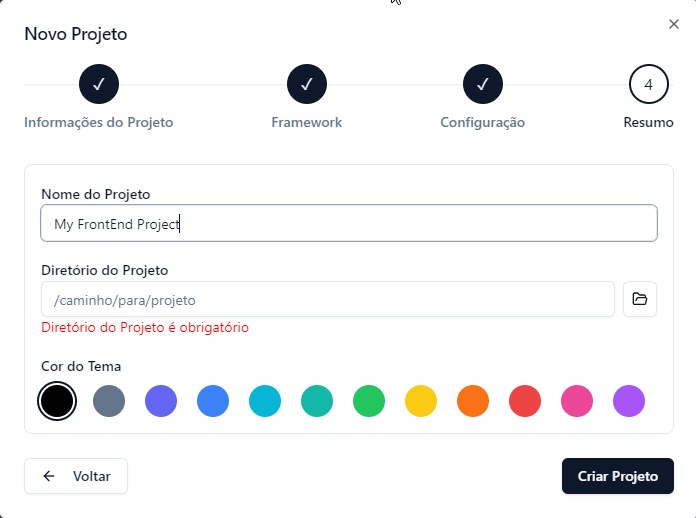 Novo Projeto
✓ ✓ ✓ 4
Informações do Projeto Framework Configuração Resumo
Nome do Projeto
My FrontEnd Project
Diretório do Projeto
/caminho/para/projeto
Diretório do Projeto é obrigatório
Cor do Tema
Voltar Criar Projeto